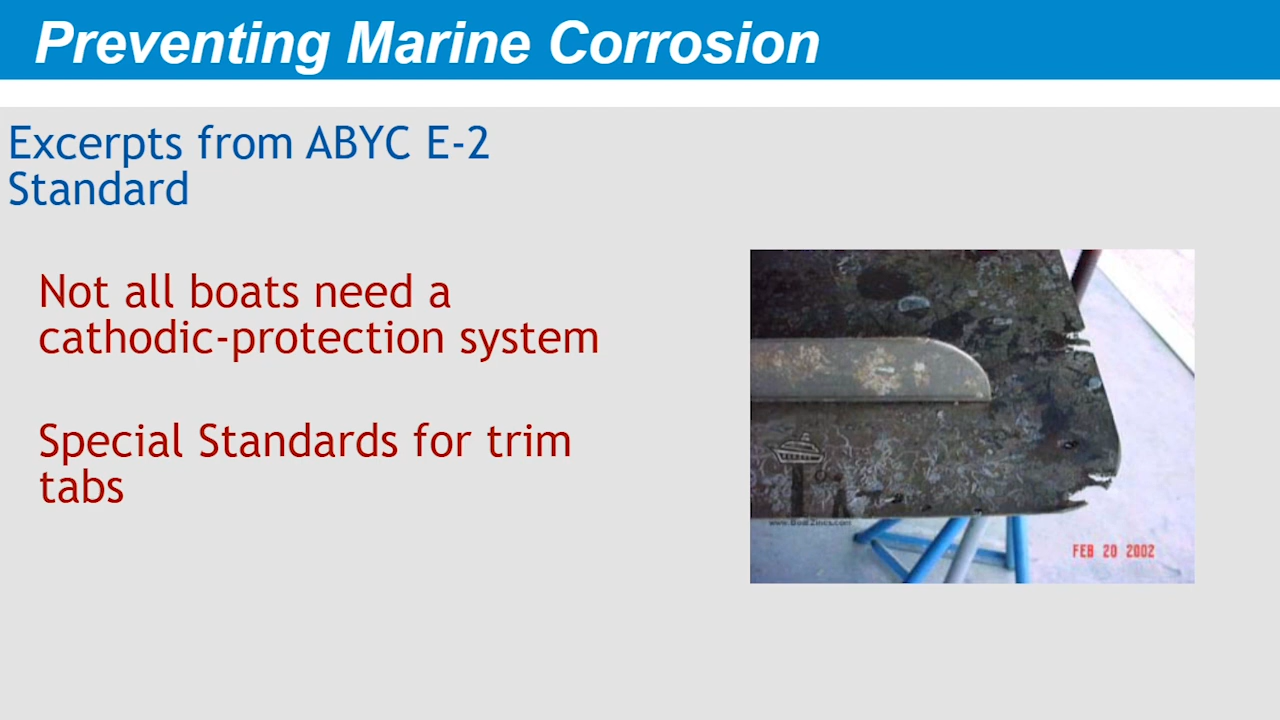 Preventing Marine Corrosion
Excerpts from ABYC E-2
Standard
Not all boats need a
cathodic-protection system
Special Standards for trim
tabs
www.BoatZincs.com
FEB 20 2002